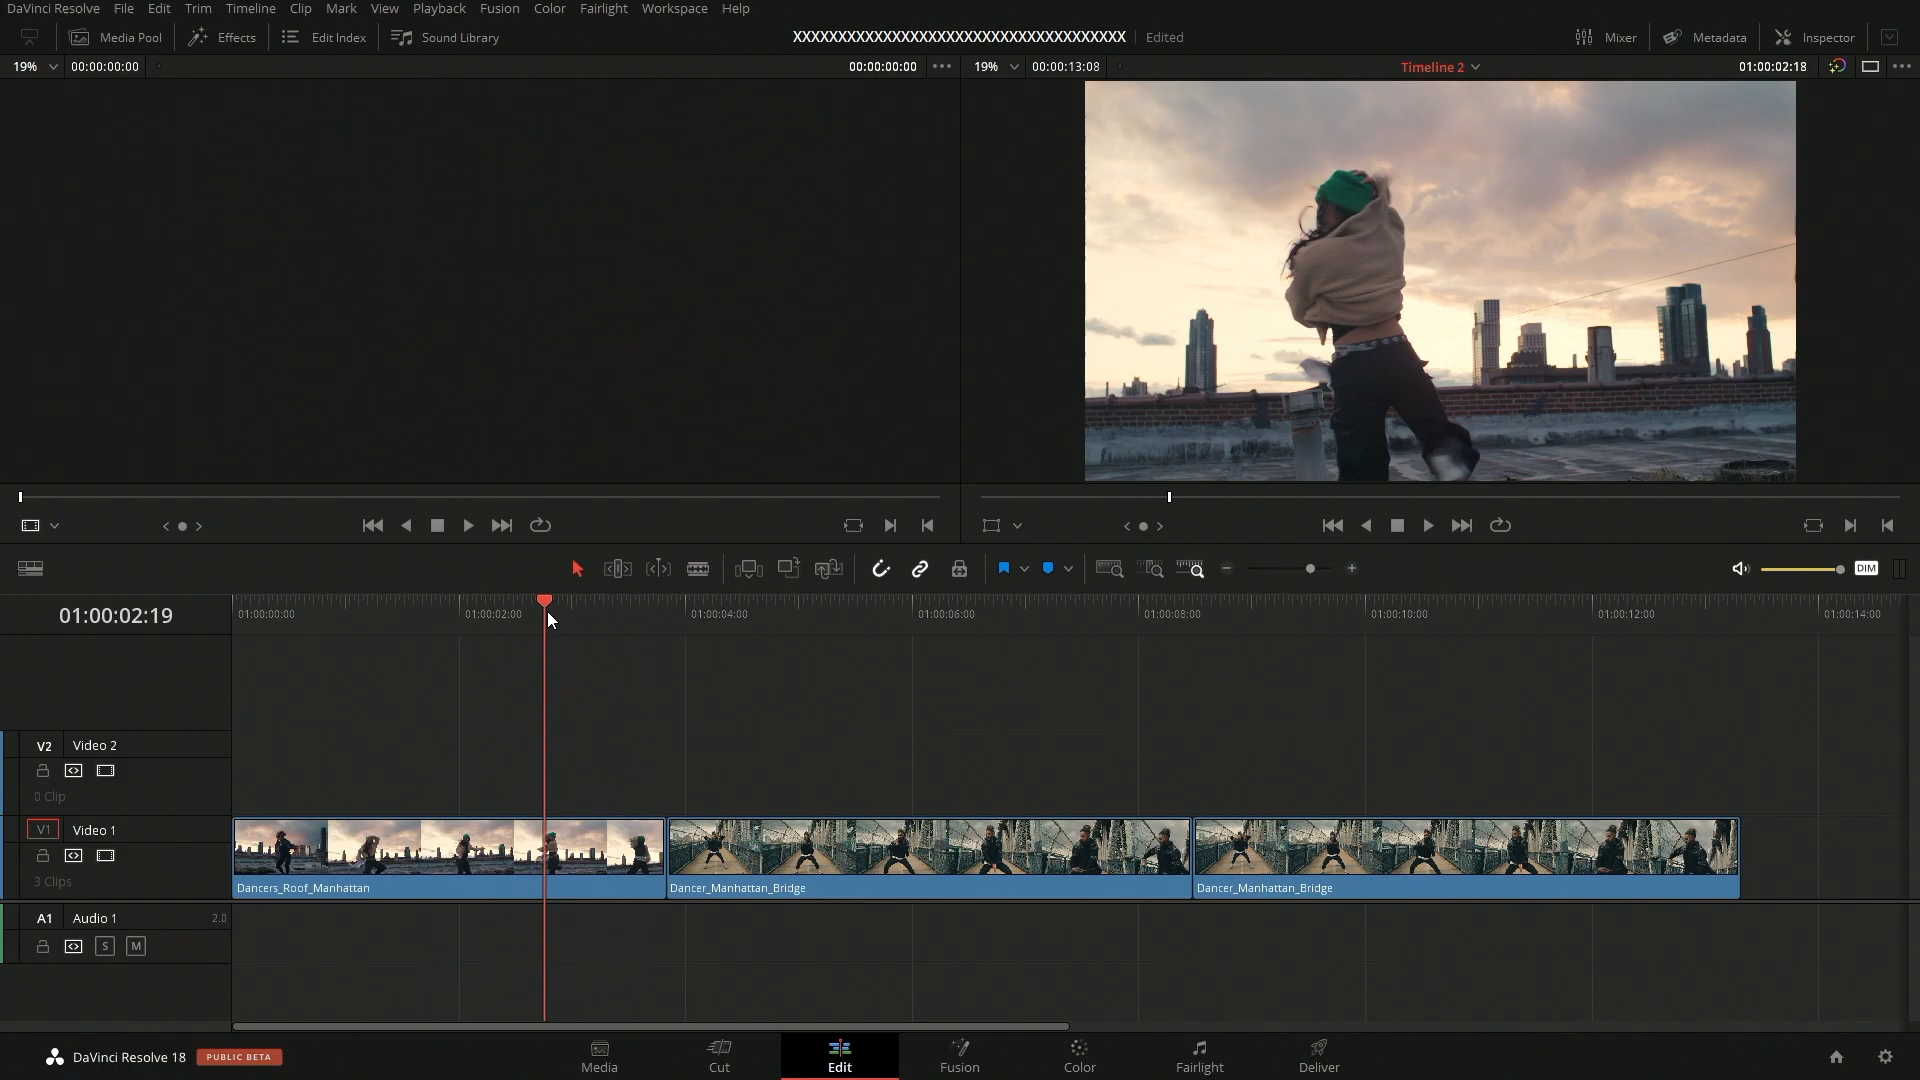 DaVinci Resolve File Edit Trim Timeline Clip Mark View Playback Fusion Color Fairlight Workspace Help
Media Pool Effects Edit Index Sound Library XXXXXXXXXXXXXXXXXXXXXXXXXXXXXXXXXXXXX Edited Mixer Metadata Inspector
19% 00:00:00:00 00:00:00:00 19% 00:00:13:08 Timeline 2 01:00:02:18
DIM
01:00:02:19 01:00:00:00 01:00:02:00 01:00:04:00 01:00:06:00 01:00:08:00 01:00:10:00 01:00:12:00 01:00:14:00
V2 Video 2
0 Clip
V1 Video 1
3 Clips
Dancers_Roof_Manhattan Dancer_Manhattan_Bridge Dancer_Manhattan_Bridge
A1 Audio 1 2.0
S M
DaVinci Resolve 18 PUBLIC BETA Media Cut Edit Fusion Color Fairlight Deliver